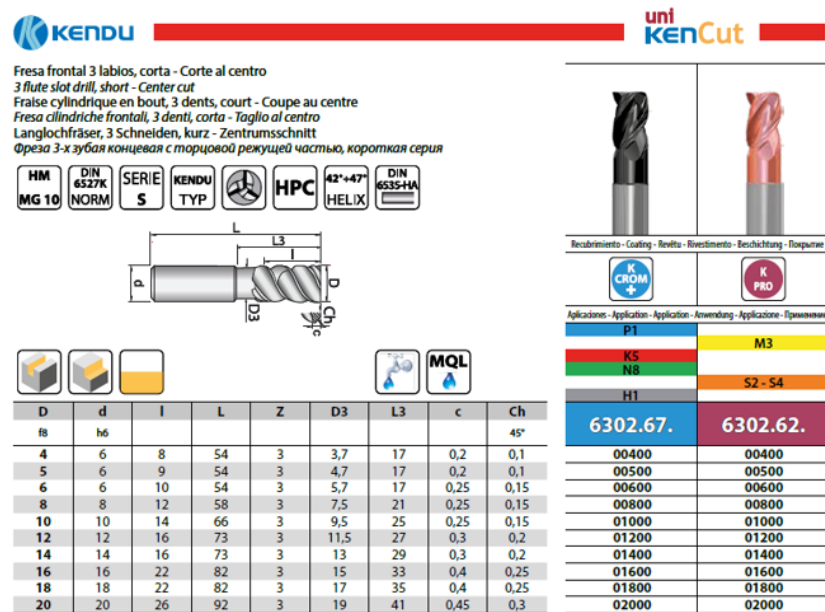 KENDU
uni
KenCut
Fresa frontal 3 labios, corta - Corte al centro
3 flute slot drill, short - Center cut
Fraise cylindrique en bout, 3 dents, court - Coupe au centre
Fresa cilindriche frontali, 3 denti, corta - Taglio al centro
Langlochfräser, 3 Schneiden, kurz - Zentrumsschnitt
Фреза 3-х зубая концевая с торцовой режущей частью, короткая серия
HM MG 10
DIN 6527K NORM
SERIE S
KENDU TYP
HPC
42°+47° HELIX
DIN 6535-HA
L
L3
l
d
D3
D
Ch
c
Recubrimiento - Coating - Revêtu - Rivestimento - Beschichtung - Покрытие
K CROM +
K PRO
Aplicaciones - Application - Application - Anwendung - Applicazione - Применение
P1
M3
K5
N8
S2 - S4
H1
6302.67. 6302.62.
MQL
D d l L Z D3 L3 c Ch
f8 h6 45°
4 6 8 54 3 3,7 17 0,2 0,1 00400 00400
5 6 9 54 3 4,7 17 0,2 0,1 00500 00500
6 6 10 54 3 5,7 17 0,25 0,15 00600 00600
8 8 12 58 3 7,5 21 0,25 0,15 00800 00800
10 10 14 66 3 9,5 25 0,25 0,15 01000 01000
12 12 16 73 3 11,5 27 0,3 0,2 01200 01200
14 14 16 73 3 13 29 0,3 0,2 01400 01400
16 16 22 82 3 15 33 0,4 0,25 01600 01600
18 18 22 82 3 17 35 0,4 0,25 01800 01800
20 20 26 92 3 19 41 0,45 0,3 02000 02000